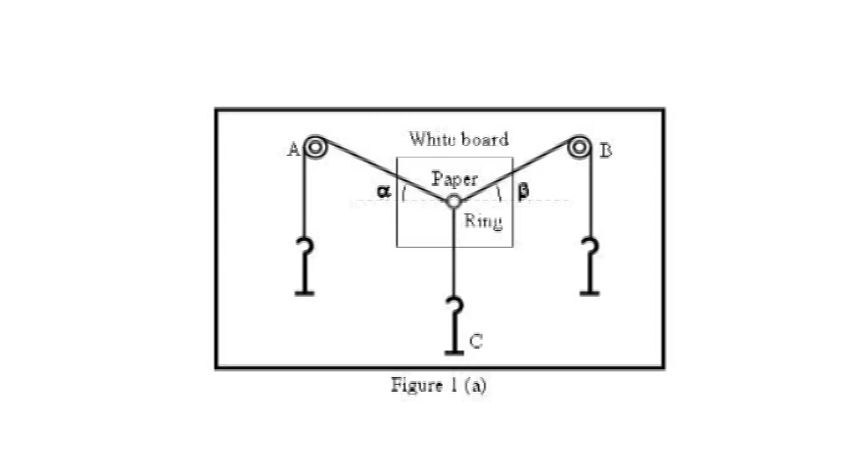 White board
A
B
Paper
α
β
Ring
C
Figure 1 (a)